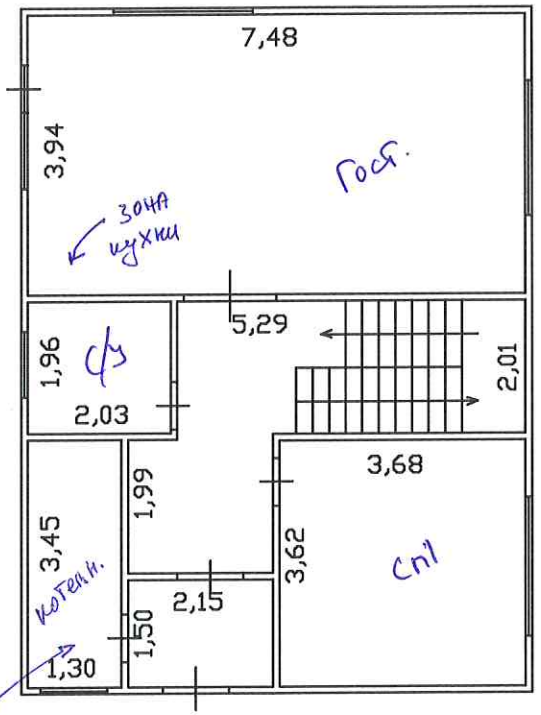 7,48
3,94
Гост.
зона
кухни
5,29
1,96
с/у
2,03
2,01
3,68
1,99
3,45
3,62
котельн.
Сп1
2,15
1,50
1,30